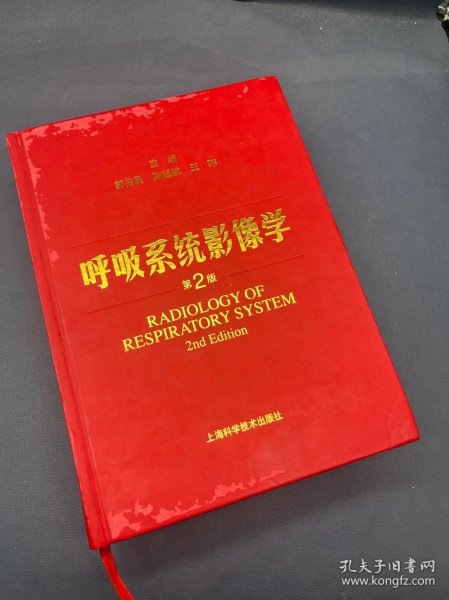 主 编
王
呼吸系统影像学
第2版
RADIOLOGY OF
RESPIRATORY SYSTEM
2nd Edition
上海科学技术出版社
孔夫子旧书网
www.kongfz.com